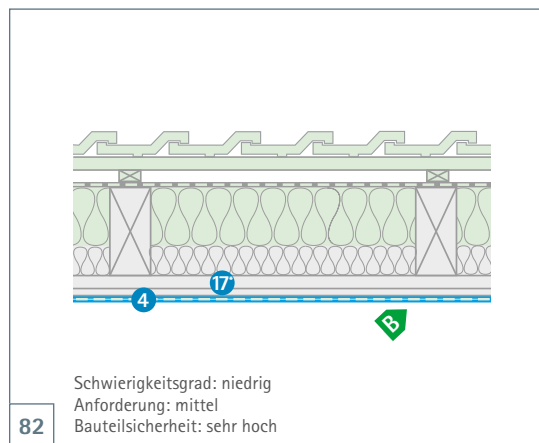 17*
4
B
Schwierigkeitsgrad: niedrig
Anforderung: mittel
82
Bauteilsicherheit: sehr hoch